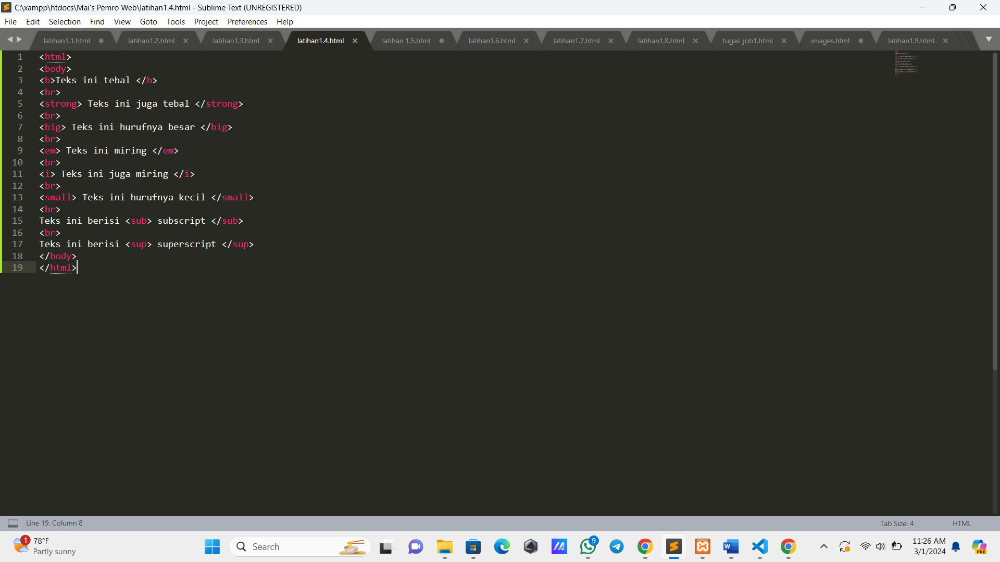 C:\xampp\htdocs\Mai's Pemro Web\latihan1.4.html - Sublime Text (UNREGISTERED)
File Edit Selection Find View Goto Tools Project Preferences Help
latihan1.1.html latihan1.2.html latihan1.3.html latihan1.4.html latihan 1.5.html latihan1.6.html latihan1.7.html latihan1.8.html tugas_job1.html images.html latihan1.9.html
1 <html>
2 <body>
3 <b>Teks ini tebal </b>
4 <br>
5 <strong> Teks ini juga tebal </strong>
6 <br>
7 <big> Teks ini hurufnya besar </big>
8 <br>
9 <em> Teks ini miring </em>
10 <br>
11 <i> Teks ini juga miring </i>
12 <br>
13 <small> Teks ini hurufnya kecil </small>
14 <br>
15 Teks ini berisi <sub> subscript </sub>
16 <br>
17 Teks ini berisi <sup> superscript </sup>
18 </body>
19 </html>
Line 19, Column 8 Tab Size: 4 HTML
1 78°F
Partly sunny
Search
9
11:26 AM
3/1/2024
PRE